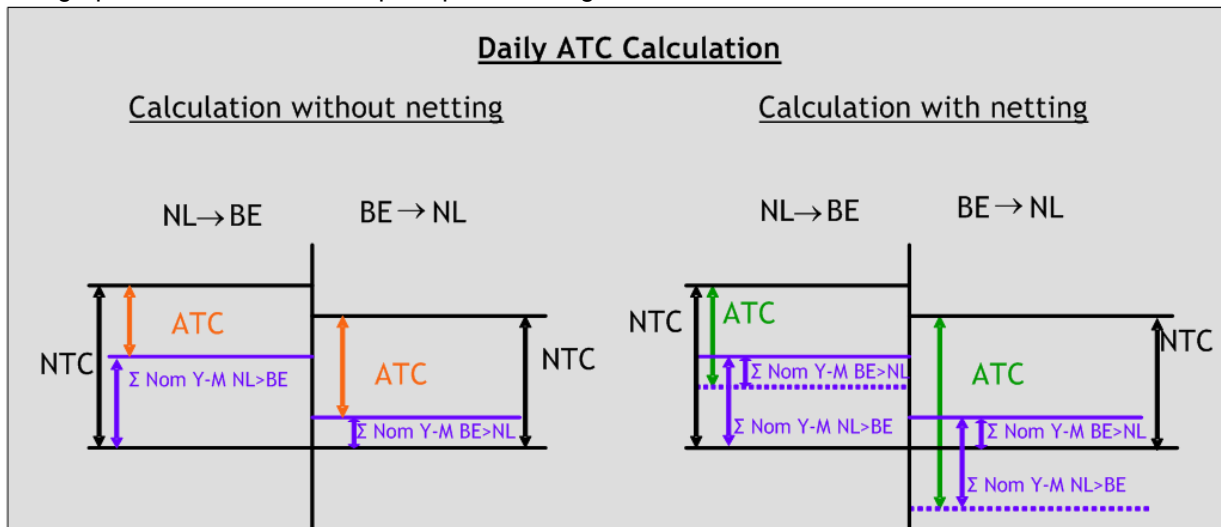 Daily ATC Calculation
Calculation without netting
NL→BE
BE→NL
NTC
ATC
Σ Nom Y-M NL>BE
ATC
Σ Nom Y-M BE>NL
NTC
Calculation with netting
NL→BE
BE→NL
NTC
ATC
Σ Nom Y-M BE>NL
Σ Nom Y-M NL>BE
ATC
Σ Nom Y-M BE>NL
Σ Nom Y-M NL>BE
NTC